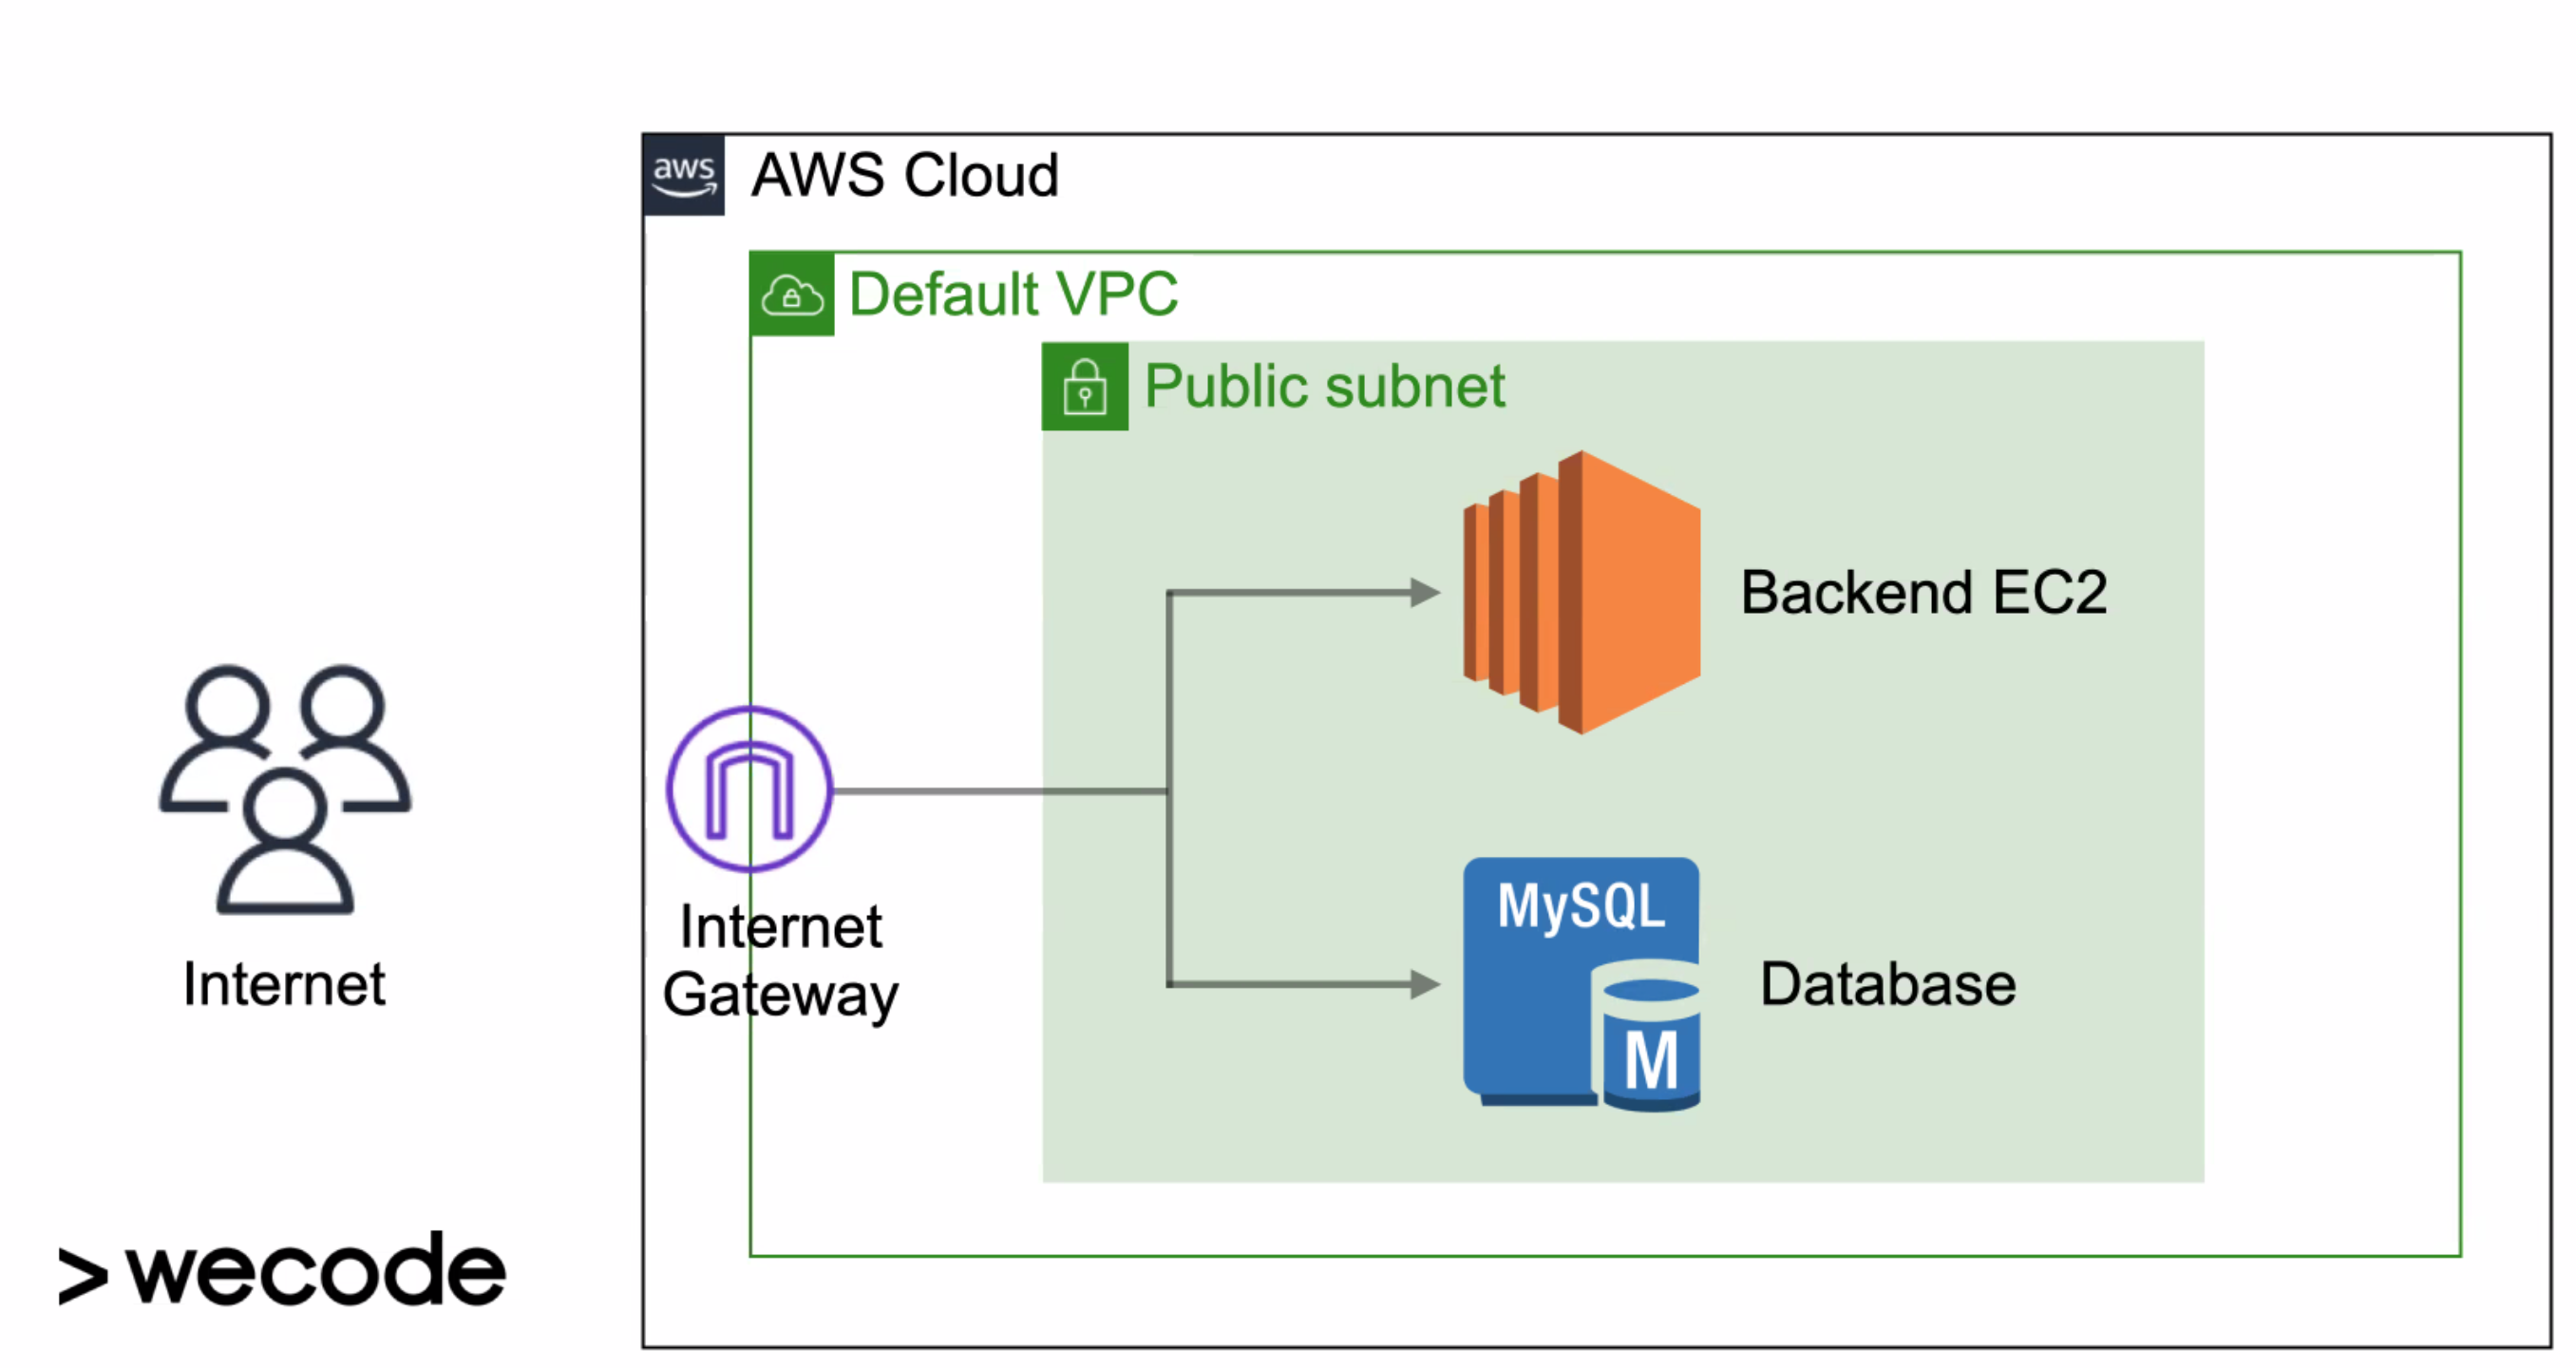 aws
AWS Cloud
Default VPC
Public subnet
Backend EC2
Internet
Gateway
MySQL
M
Database
Internet
>wecode